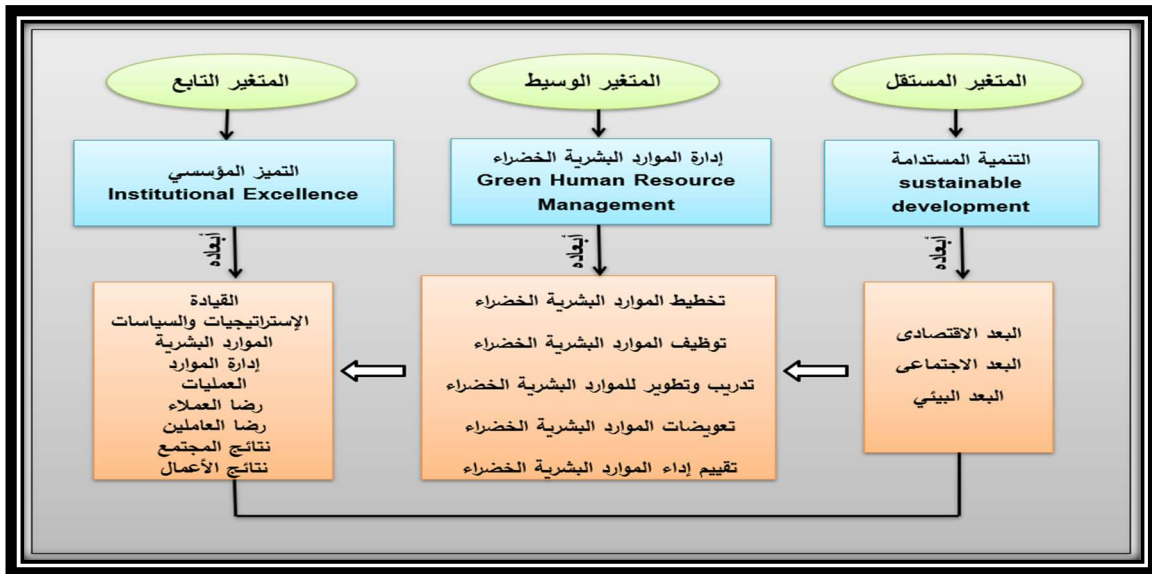 المتغير المستقل
المتغير الوسيط
المتغير التابع
التنمية المستدامة
sustainable
development
إدارة الموارد البشرية الخضراء
Green Human Resource
Management
التميز المؤسسي
Institutional Excellence
أبعاده
أبعاده
أبعاده
البعد الاقتصادى
البعد الاجتماعى
البعد البيئي
تخطيط الموارد البشرية الخضراء
توظيف الموارد البشرية الخضراء
تدريب وتطوير للموارد البشرية الخضراء
تعويضات الموارد البشرية الخضراء
تقييم إداء الموارد البشرية الخضراء
القيادة
الإستراتيجيات والسياسات
الموارد البشرية
إدارة الموارد
العمليات
رضا العملاء
رضا العاملين
نتائج المجتمع
نتائج الأعمال